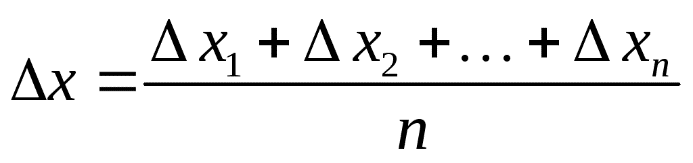 Δx = (Δx₁ + Δx₂ + … + Δxₙ) / n